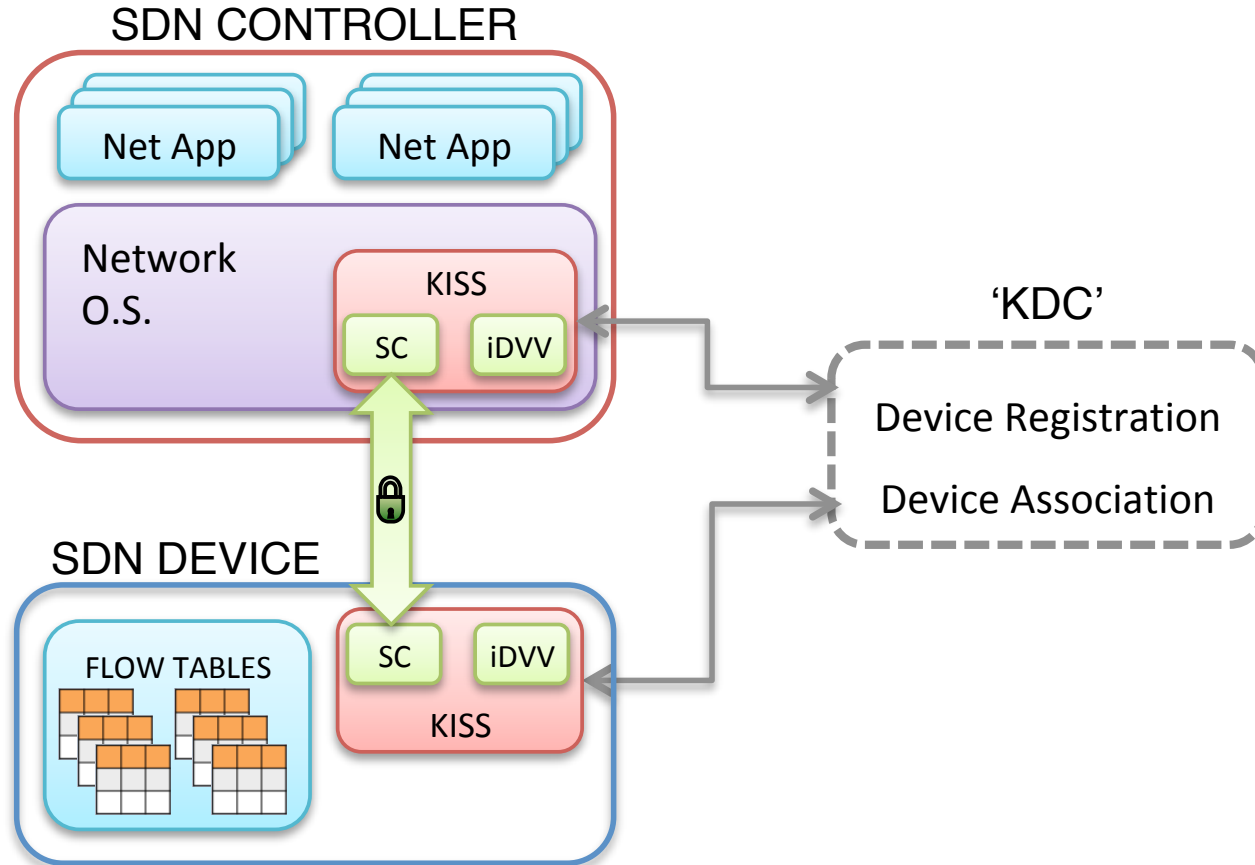 SDN CONTROLLER
Net App
Net App
Network
O.S.
KISS
SC
iDVV
‘KDC’
Device Registration
Device Association
SDN DEVICE
FLOW TABLES
SC
iDVV
KISS